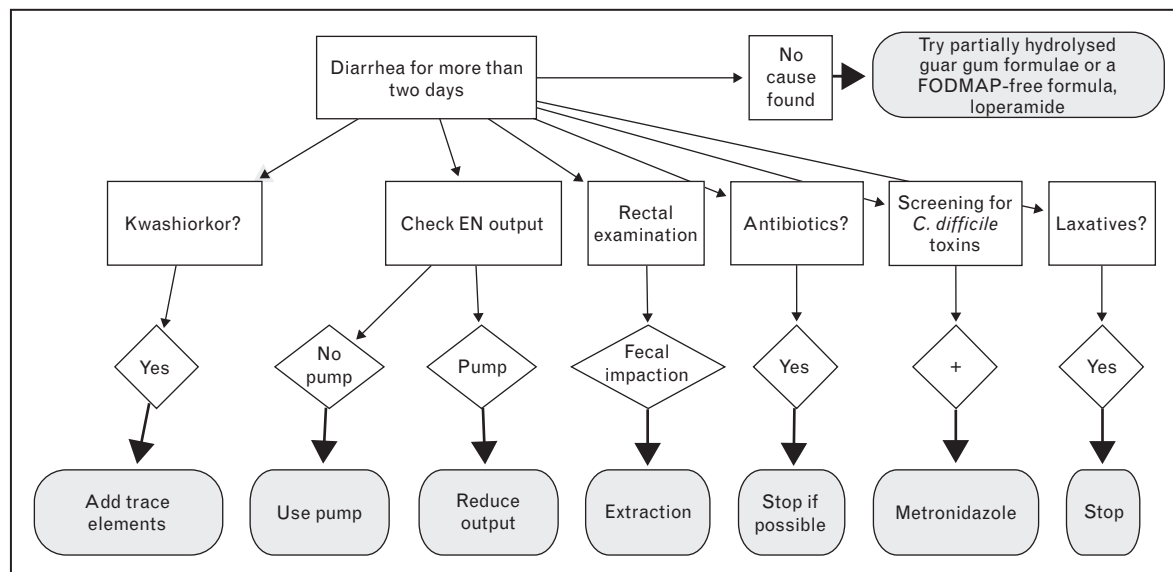 Diarrhea for more than
two days
No
cause
found
Try partially hydrolysed
guar gum formulae or a
FODMAP-free formula,
loperamide
Kwashiorkor?
Check EN output
Rectal
examination
Antibiotics?
Screening for
C. difficile
toxins
Laxatives?
Yes
No
pump
Pump
Fecal
impaction
Yes
+
Yes
Add trace
elements
Use pump
Reduce
output
Extraction
Stop if
possible
Metronidazole
Stop